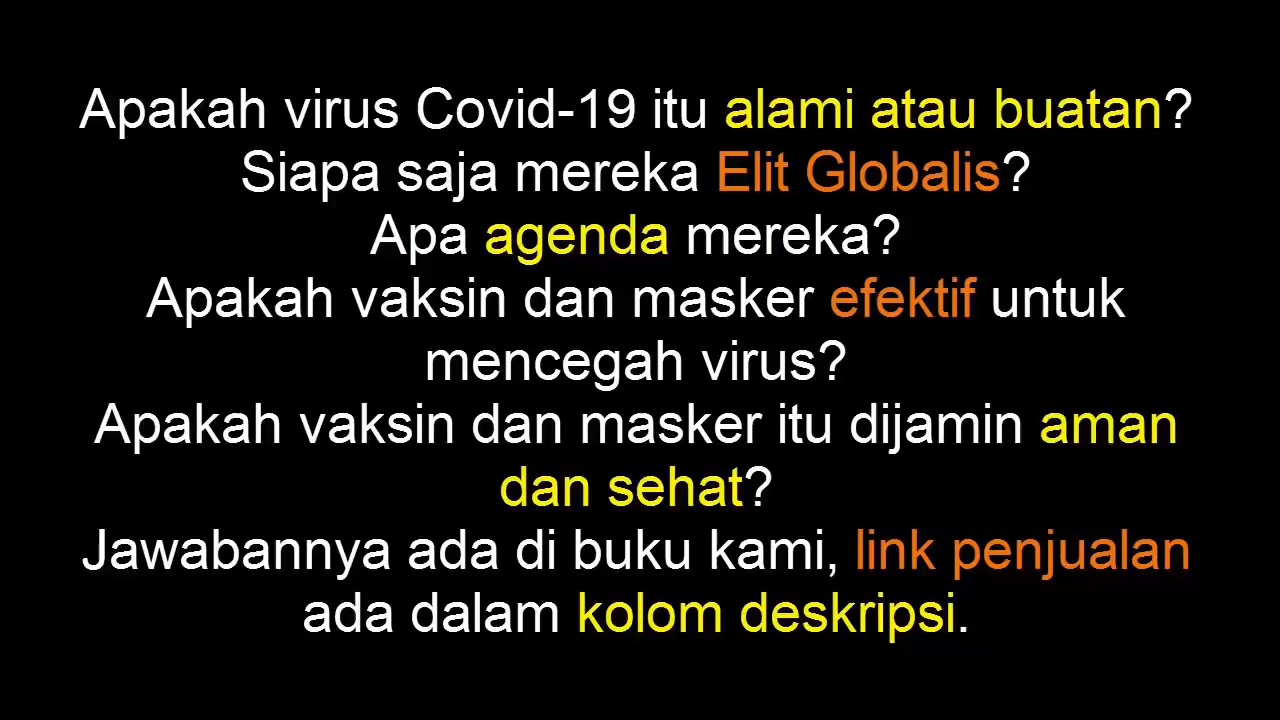 Apakah virus Covid-19 itu alami atau buatan?
Siapa saja mereka Elit Globalis?
Apa agenda mereka?
Apakah vaksin dan masker efektif untuk
mencegah virus?
Apakah vaksin dan masker itu dijamin aman
dan sehat?
Jawabannya ada di buku kami, link penjualan
ada dalam kolom deskripsi.